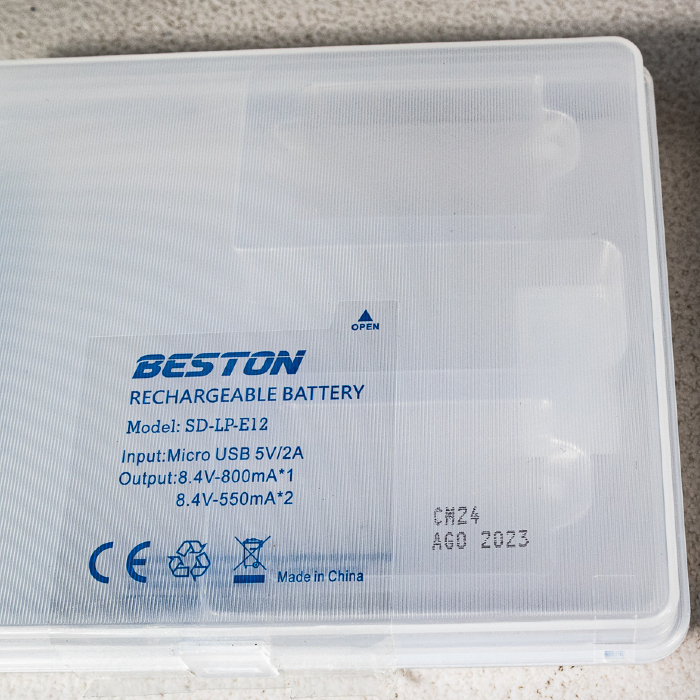 OPEN
BESTON
RECHARGEABLE BATTERY
Model: SD-LP-E12
Input:Micro USB 5V/2A
Output:8.4V-800mA*1
8.4V-550mA*2
CM24
AGO 2023
CE
Made in China